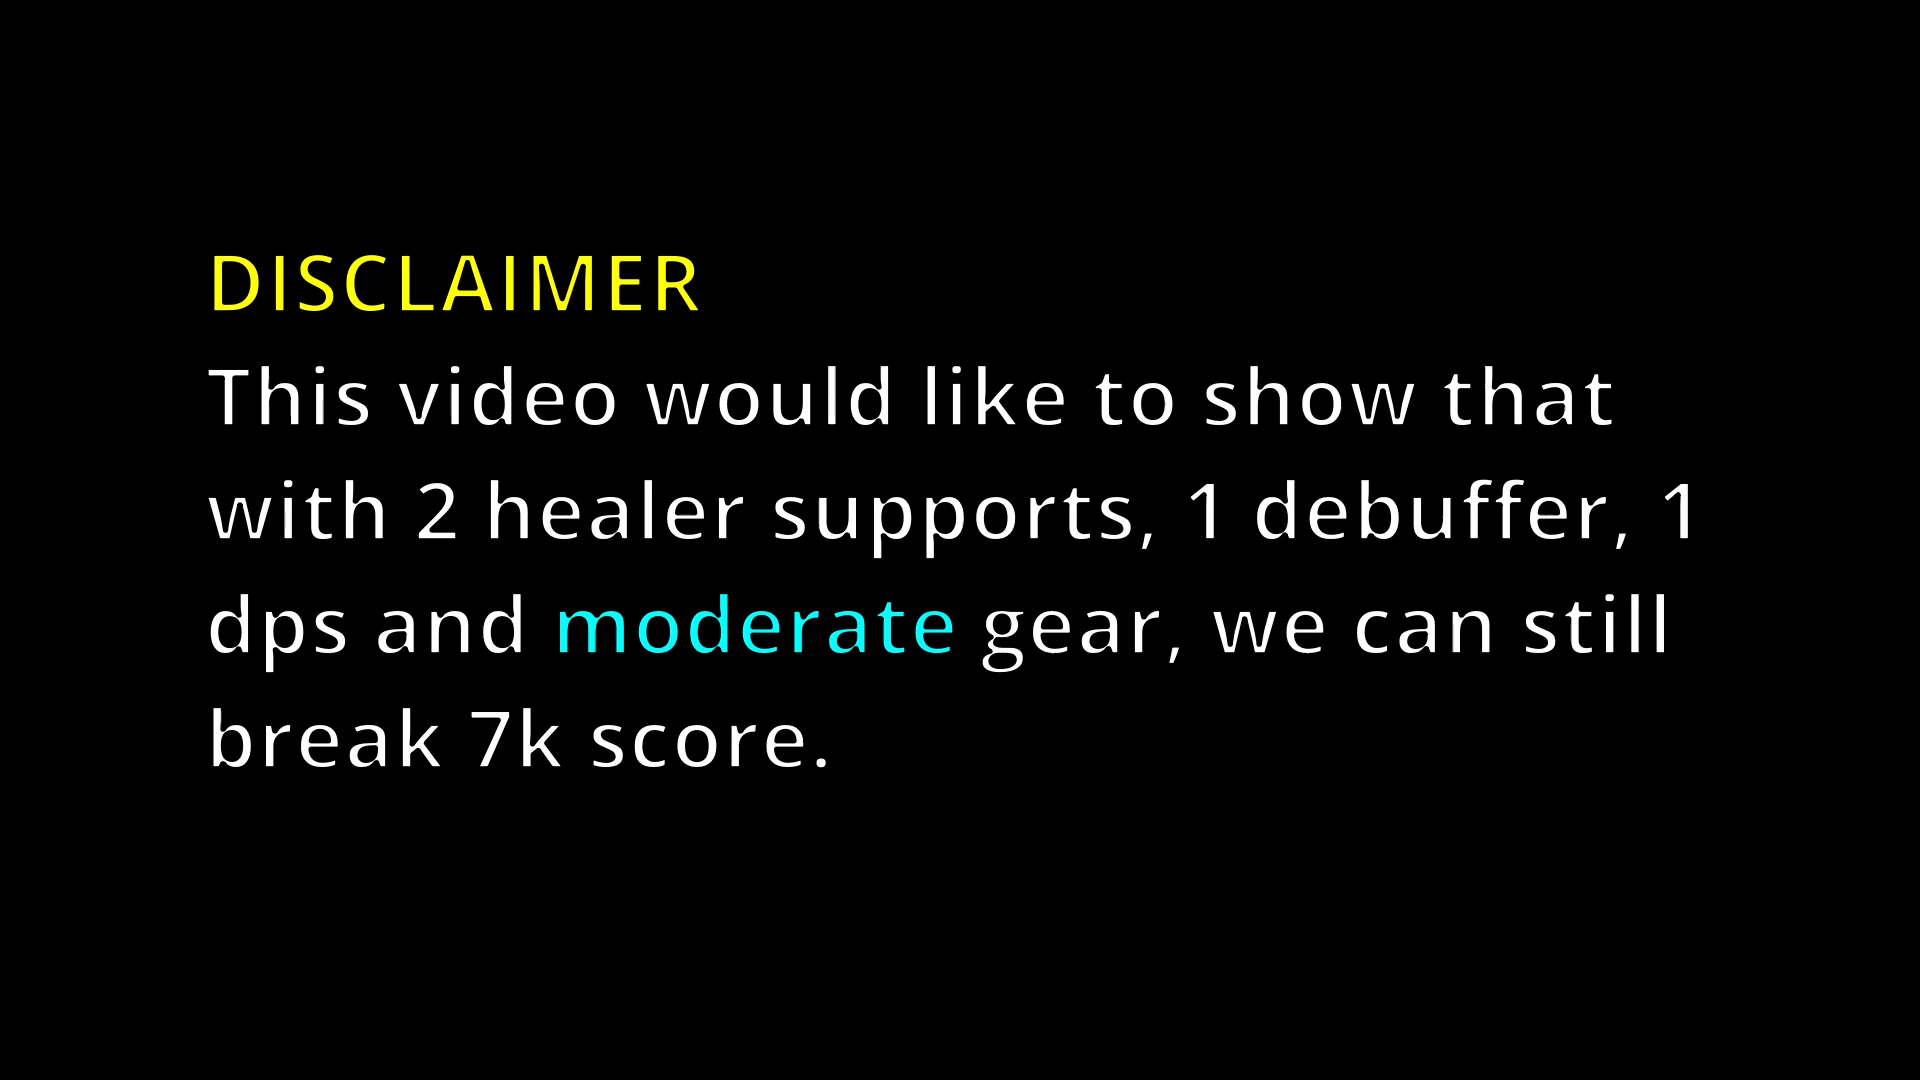 DISCLAIMER
This video would like to show that
with 2 healer supports, 1 debuffer, 1
dps and moderate gear, we can still
break 7k score.